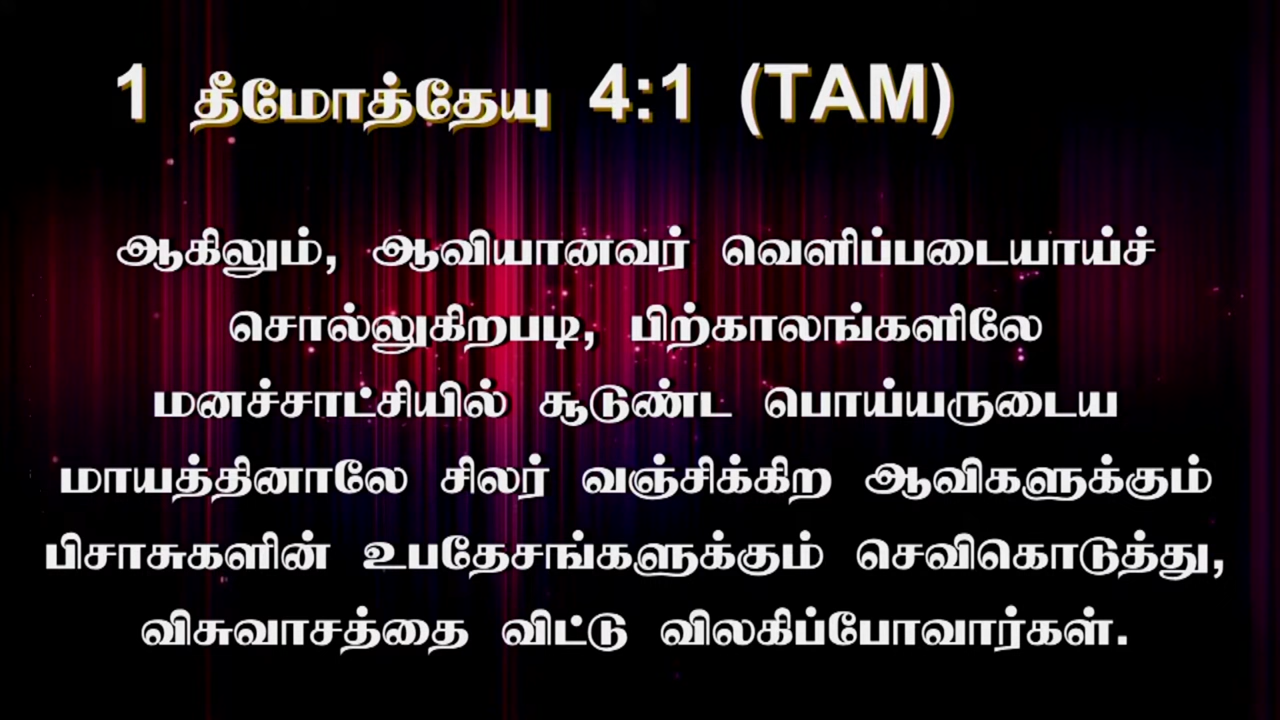 1 தீமோத்தேயு 4:1 (TAM)
ஆகிலும், ஆவியானவர் வெளிப்படையாய்ச்
சொல்லுகிறபடி, பிற்காலங்களிலே
மனச்சாட்சியில் சூடுண்ட பொய்யருடைய
மாயத்தினாலே சிலர் வஞ்சிக்கிற ஆவிகளுக்கும்
பிசாசுகளின் உபதேசங்களுக்கும் செவிகொடுத்து,
விசுவாசத்தை விட்டு விலகிப்போவார்கள்.